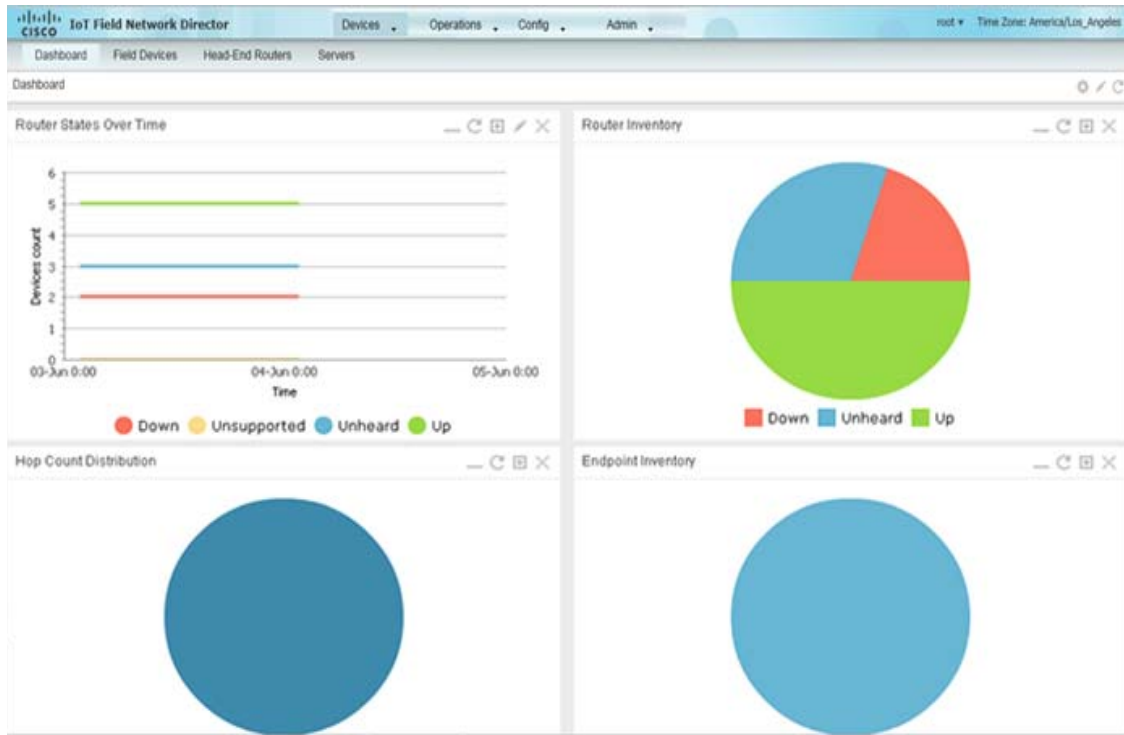 CISCO IoT Field Network Director Devices Operations Config Admin root Time Zone: America/Los_Angeles
Dashboard Field Devices Head-End Routers Servers
Dashboard
Router States Over Time
6
5
4
3
2
1
0
Devices count
03-Jun 0:00 04-Jun 0:00 05-Jun 0:00
Time
Down Unsupported Unheard Up
Router Inventory
Down Unheard Up
Hop Count Distribution
Endpoint Inventory